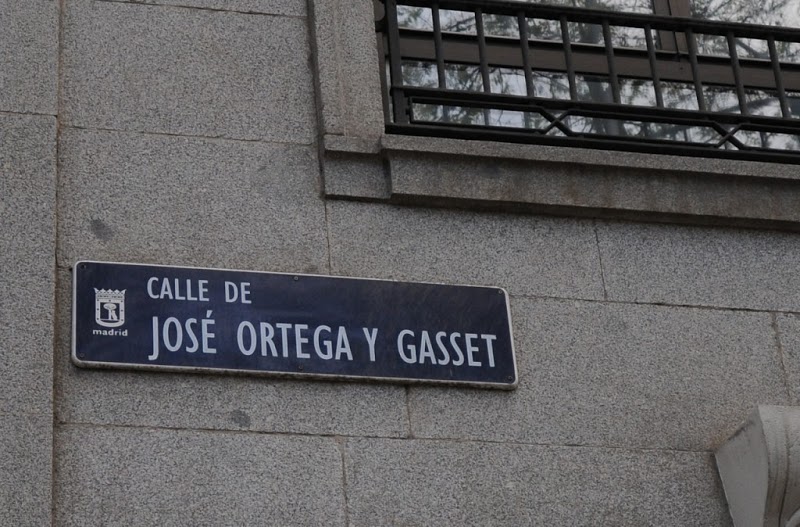 CALLE DE
JOSÉ ORTEGA Y GASSET
madrid